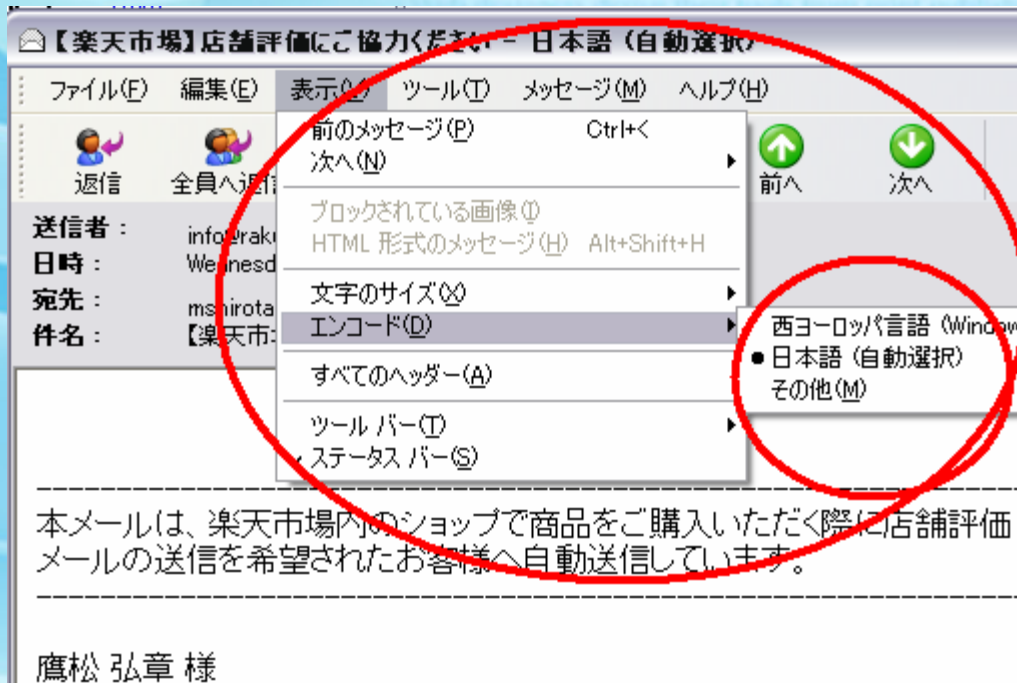 【楽天市場】店舗評価にご協力ください - 日本語 (自動選択)
ファイル(F) 編集(E) 表示(V) ツール(T) メッセージ(M) ヘルプ(H)
前のメッセージ(P) Ctrl+<
次へ(N)
返信 全員へ返信 前へ 次へ
ブロックされている画像(I)
HTML 形式のメッセージ(H) Alt+Shift+H
送信者：
日時：
宛先： mshirota
件名： 【楽天市
文字のサイズ(X)
エンコード(D)
西ヨーロッパ言語 (Window
日本語 (自動選択)
その他(M)
すべてのヘッダー(A)
ツール バー(T)
ステータス バー(S)
本メールは、楽天市場内のショップで商品をご購入いただく際に店舗評価
メールの送信を希望されたお客様へ自動送信しています。
鷹松 弘章 様